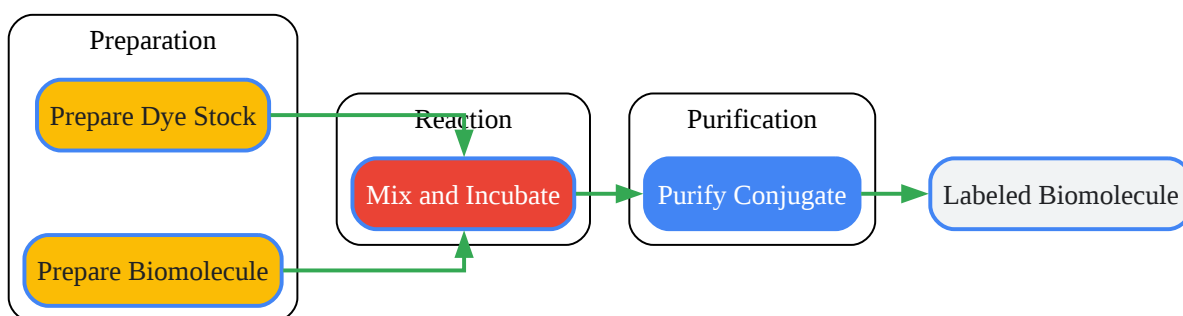 Preparation
Prepare Dye Stock
Prepare Biomolecule
Reaction
Mix and Incubate
Purification
Purify Conjugate
Labeled Biomolecule